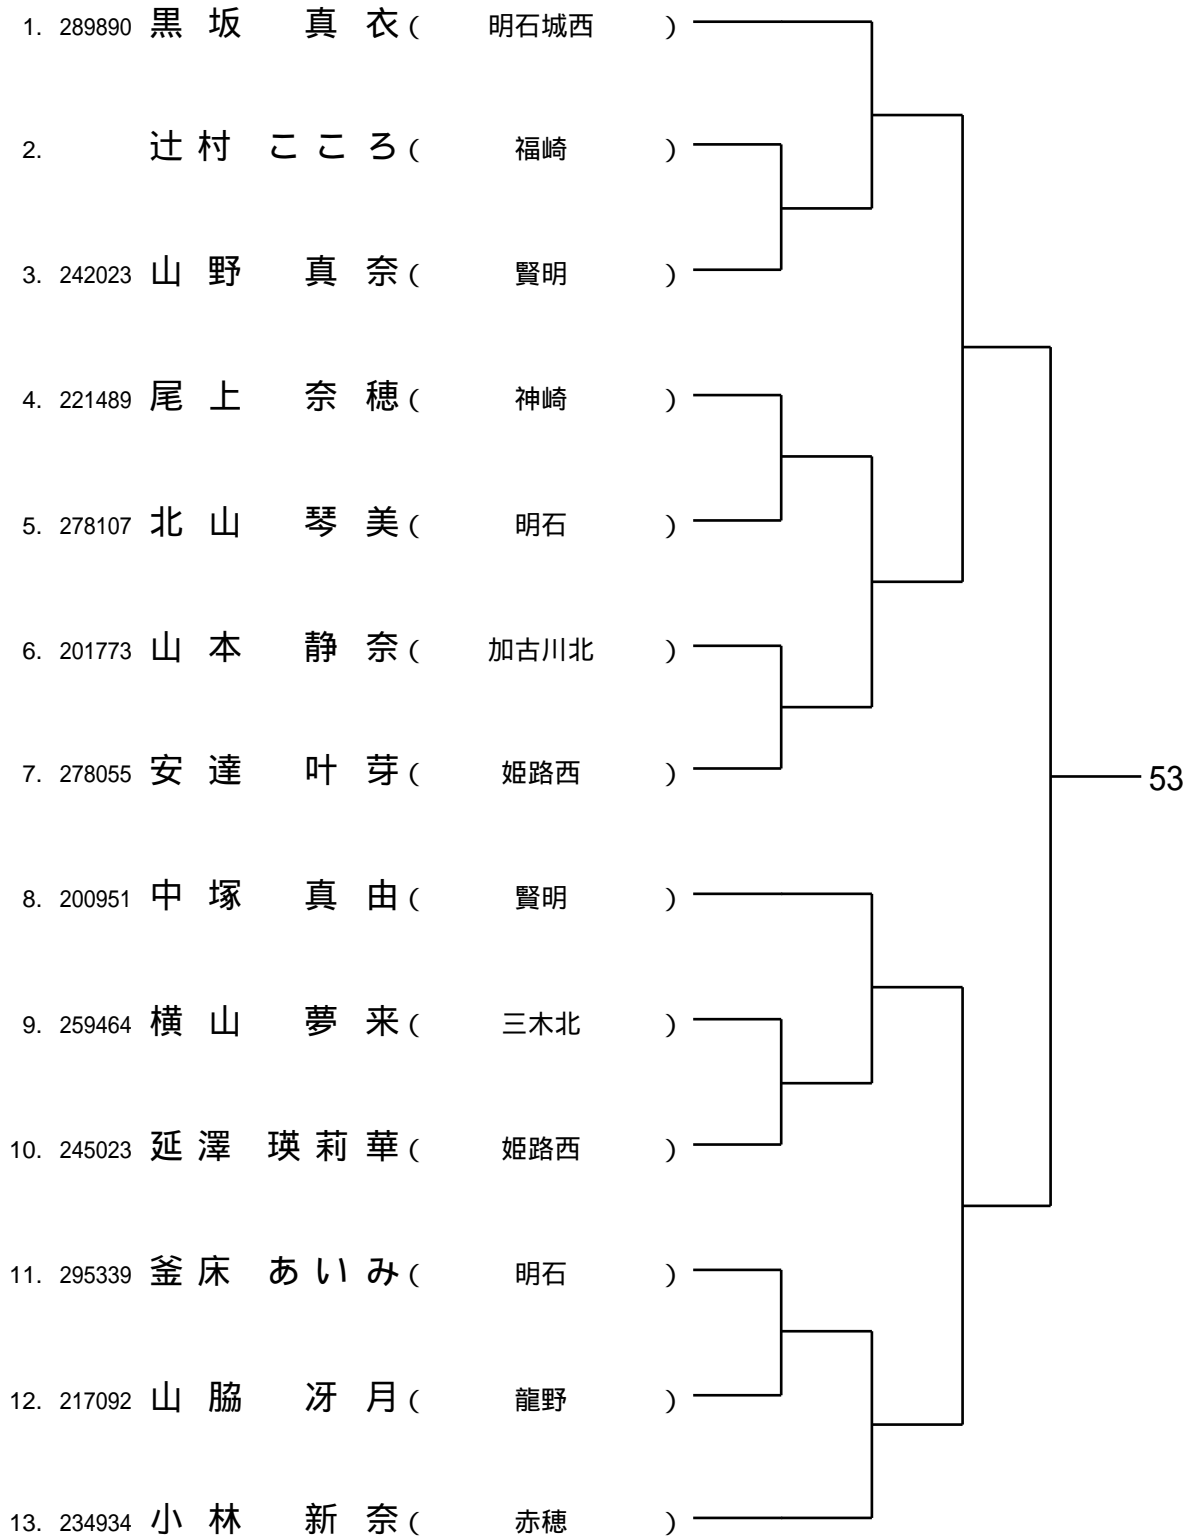 1. 289890 黒坂 真衣 ( 明石城西 )
2. 辻村 こころ ( 福崎 )
3. 242023 山野 真奈 ( 賢明 )
4. 221489 尾上 奈穂 ( 神崎 )
5. 278107 北山 琴美 ( 明石 )
6. 201773 山本 静奈 ( 加古川北 )
7. 278055 安達 叶芽 ( 姫路西 )
53
8. 200951 中塚 真由 ( 賢明 )
9. 259464 横山 夢来 ( 三木北 )
10. 245023 延澤 瑛莉華 ( 姫路西 )
11. 295339 釜床 あいみ ( 明石 )
12. 217092 山脇 冴月 ( 龍野 )
13. 234934 小林 新奈 ( 赤穂 )